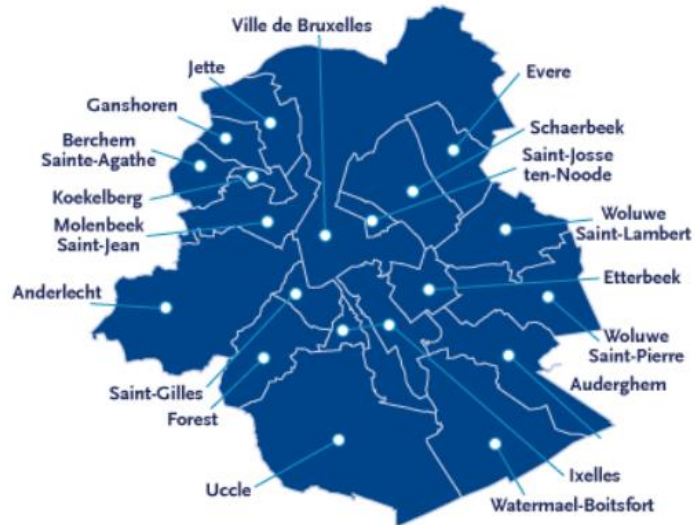 Ville de Bruxelles
Jette
Evere
Ganshoren
Schaerbeek
Berchem
Sainte-Agathe
Saint-Josse
ten-Noode
Koekelberg
Molenbeek
Saint-Jean
Woluwe
Saint-Lambert
Etterbeek
Anderlecht
Woluwe
Saint-Pierre
Auderghem
Saint-Gilles
Forest
Ixelles
Uccle
Watermael-Boitsfort